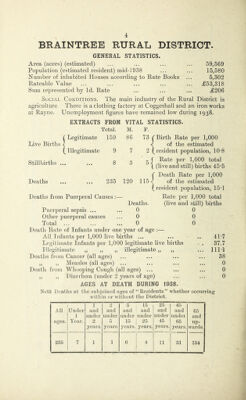 4
BRAINTREE RURAL DISTRICT.
GENERAL STATISTICS.
Area (acres) (estimated) ... ... ... 59,569
Population (estimated resident) mid-1938 ... 15,580
Number of inhabited Houses according to Rate Books ... 5,302
Rateable Value ... ... ... ... £53,318
Sum represented by 1d. Rate ... ... ... £206
SOCIAL CONDITIONS. The main industry of the Rural District is
agriculture There is a clothing factory at Coggeshall and an iron works
at Rayne. Unemployment figures have remained low during 1938.
EXTRACTS FROM VITAL STATISTICS.
Total. M. F.
Live Births { Legitimate 159 86 73 } Birth Rate per 1,000
of the estimated
{ Illegitimate 9 7 2 } resident population, 10·8
Stillbirths ... ... 8 3 5 { Rate per 1,000 total
(live and still) births 45·5
Deaths ... ... 235 120 115 { Death Rate per 1,000
of the estimated
resident population, 15·1
Deaths from Puerperal Causes :— Rate per 1,000 total
Deaths. (live and still) births
Puerperal sepsis ... ... 0 0
Other puerperal causes ... 0 0
Total ... ... 0 0
Death Rate of Infants under one year of age :—
All Infants per 1,000 live births ... ... 41·7
Legitimate Infants per 1,000 legitimate live births . . 37.7
Illegitimate „ „ „ illegitimate „ „ ... 111·1
Deaths from Cancer (all ages) ... ... ... 38
„ „ Measles (all ages) ... ... ... 0
Deaths from Whooping Cough (all ages) ... ... 0
„ „ Diarrhœa (under 2 years of age) ... 0
AGES AT DEATH DURING 1938.
Nett Deaths at the subjoined ages of "Residents" whether occurring
within or without the District.
All ages. Under 1 Year. 1 and under 2 years. 2 and under 5 years. 5 and under 15 years. 15 and under 25 years. 25 and under 45 years. 45 and under 65 years. 65 and upwards
235 7 1 1 6 4 11 51 154